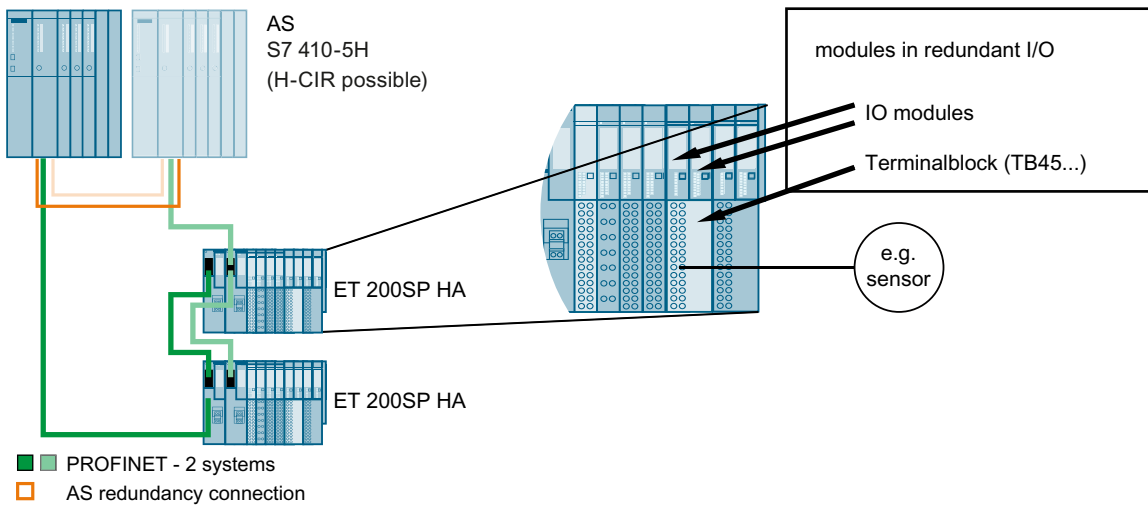 AS
S7 410-5H
(H-CIR possible)
modules in redundant I/O
IO modules
Terminalblock (TB45...)
e.g.
sensor
ET 200SP HA
ET 200SP HA
PROFINET - 2 systems
AS redundancy connection